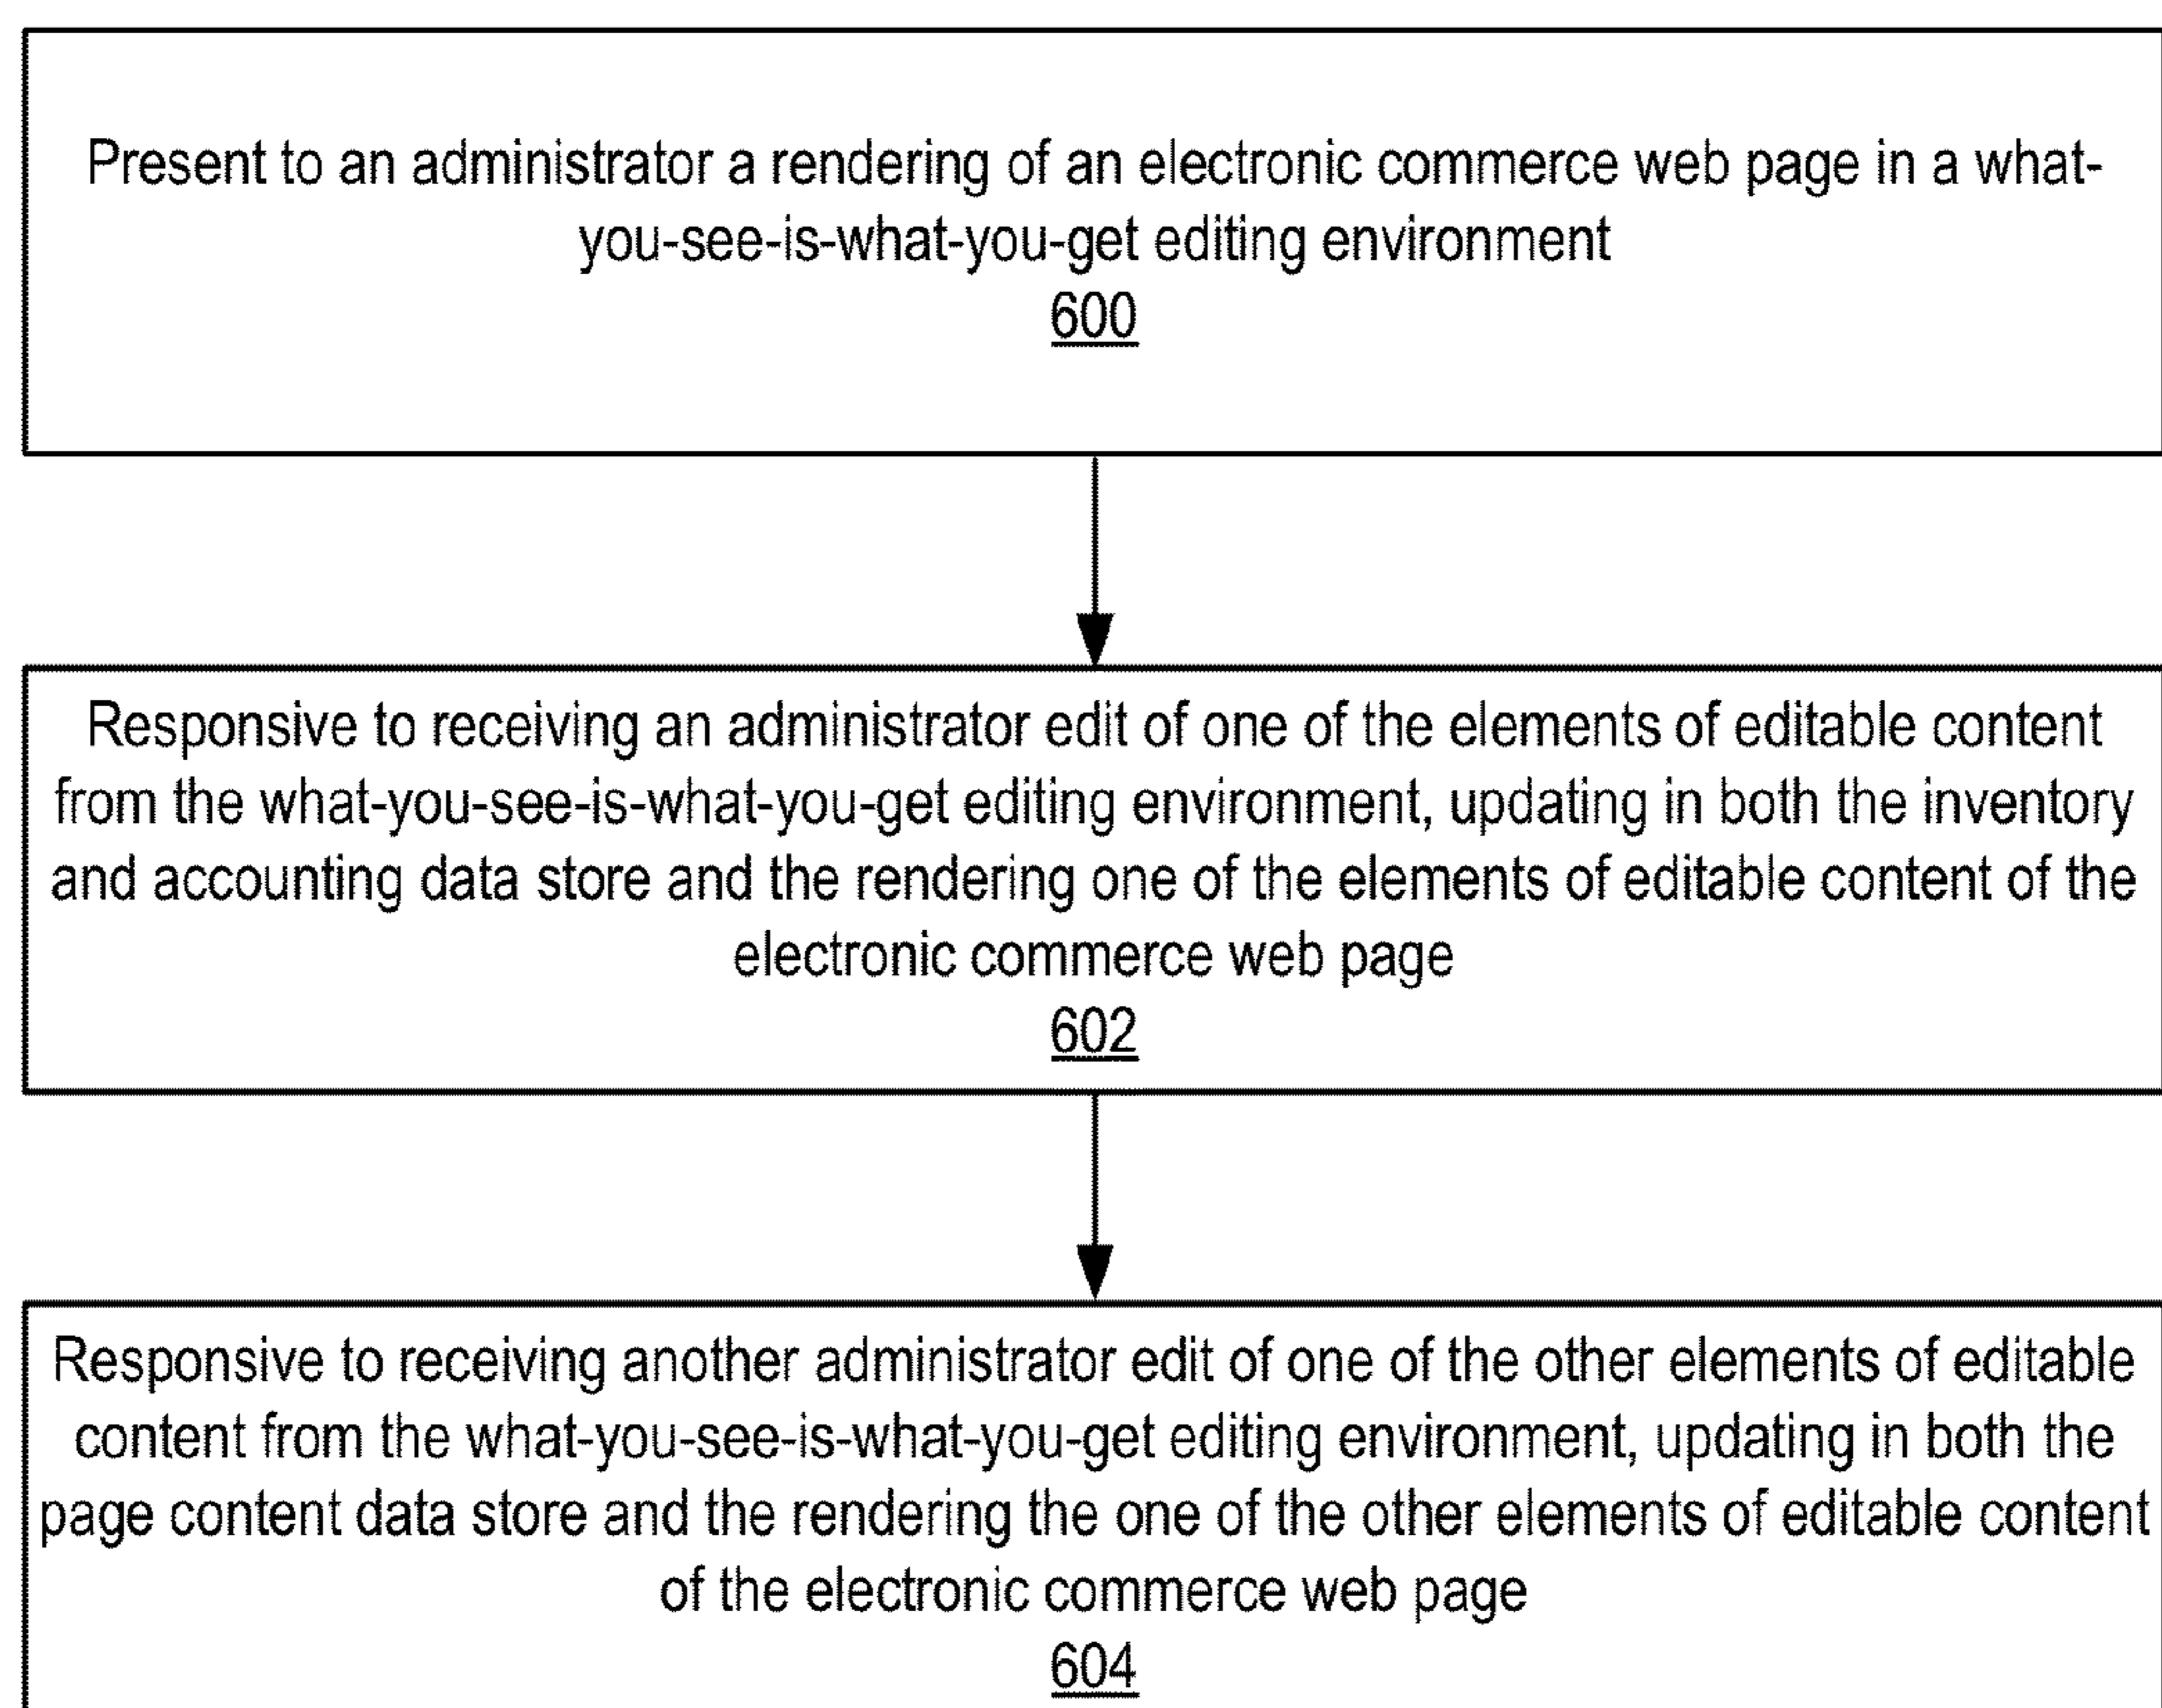 Present to an administrator a rendering of an electronic commerce web page in a what-
you-see-is-what-you-get editing environment
600
Responsive to receiving an administrator edit of one of the elements of editable content
from the what-you-see-is-what-you-get editing environment, updating in both the inventory
and accounting data store and the rendering one of the elements of editable content of the
electronic commerce web page
602
Responsive to receiving another administrator edit of one of the other elements of editable
content from the what-you-see-is-what-you-get editing environment, updating in both the
page content data store and the rendering the one of the other elements of editable content
of the electronic commerce web page
604